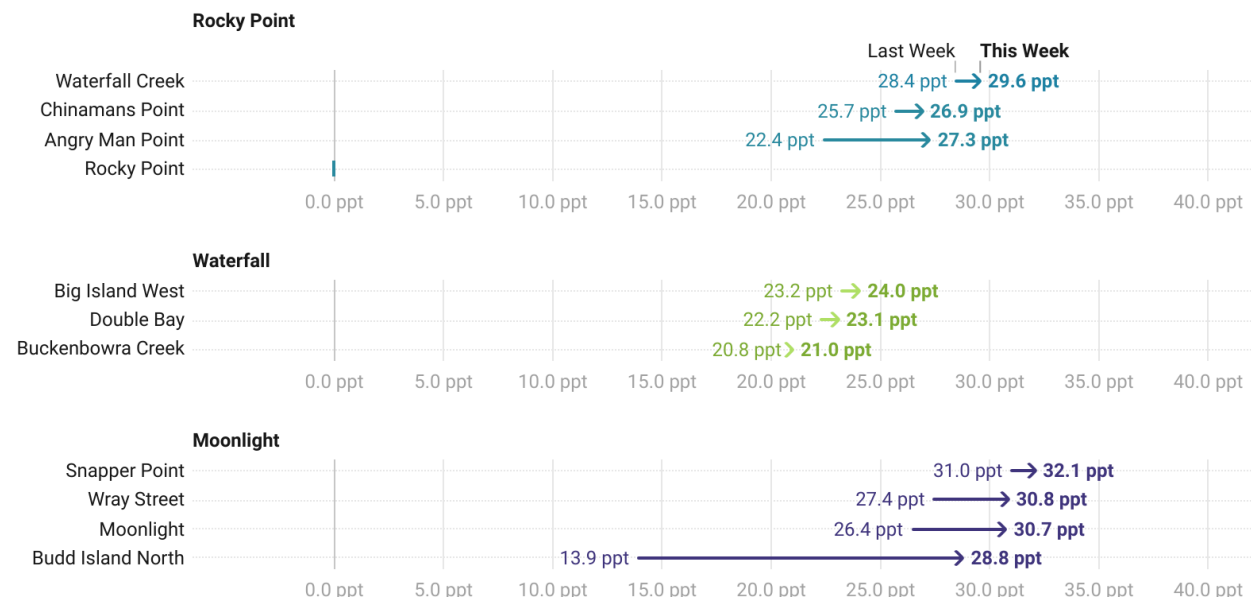 Rocky Point
Last Week This Week
Waterfall Creek 28.4 ppt 29.6 ppt
Chinamans Point 25.7 ppt 26.9 ppt
Angry Man Point 22.4 ppt 27.3 ppt
Rocky Point
0.0 ppt 5.0 ppt 10.0 ppt 15.0 ppt 20.0 ppt 25.0 ppt 30.0 ppt 35.0 ppt 40.0 ppt
Waterfall
Big Island West 23.2 ppt 24.0 ppt
Double Bay 22.2 ppt 23.1 ppt
Buckenbowra Creek 20.8 ppt 21.0 ppt
0.0 ppt 5.0 ppt 10.0 ppt 15.0 ppt 20.0 ppt 25.0 ppt 30.0 ppt 35.0 ppt 40.0 ppt
Moonlight
Snapper Point 31.0 ppt 32.1 ppt
Wray Street 27.4 ppt 30.8 ppt
Moonlight 26.4 ppt 30.7 ppt
Budd Island North 13.9 ppt 28.8 ppt
0.0 ppt 5.0 ppt 10.0 ppt 15.0 ppt 20.0 ppt 25.0 ppt 30.0 ppt 35.0 ppt 40.0 ppt